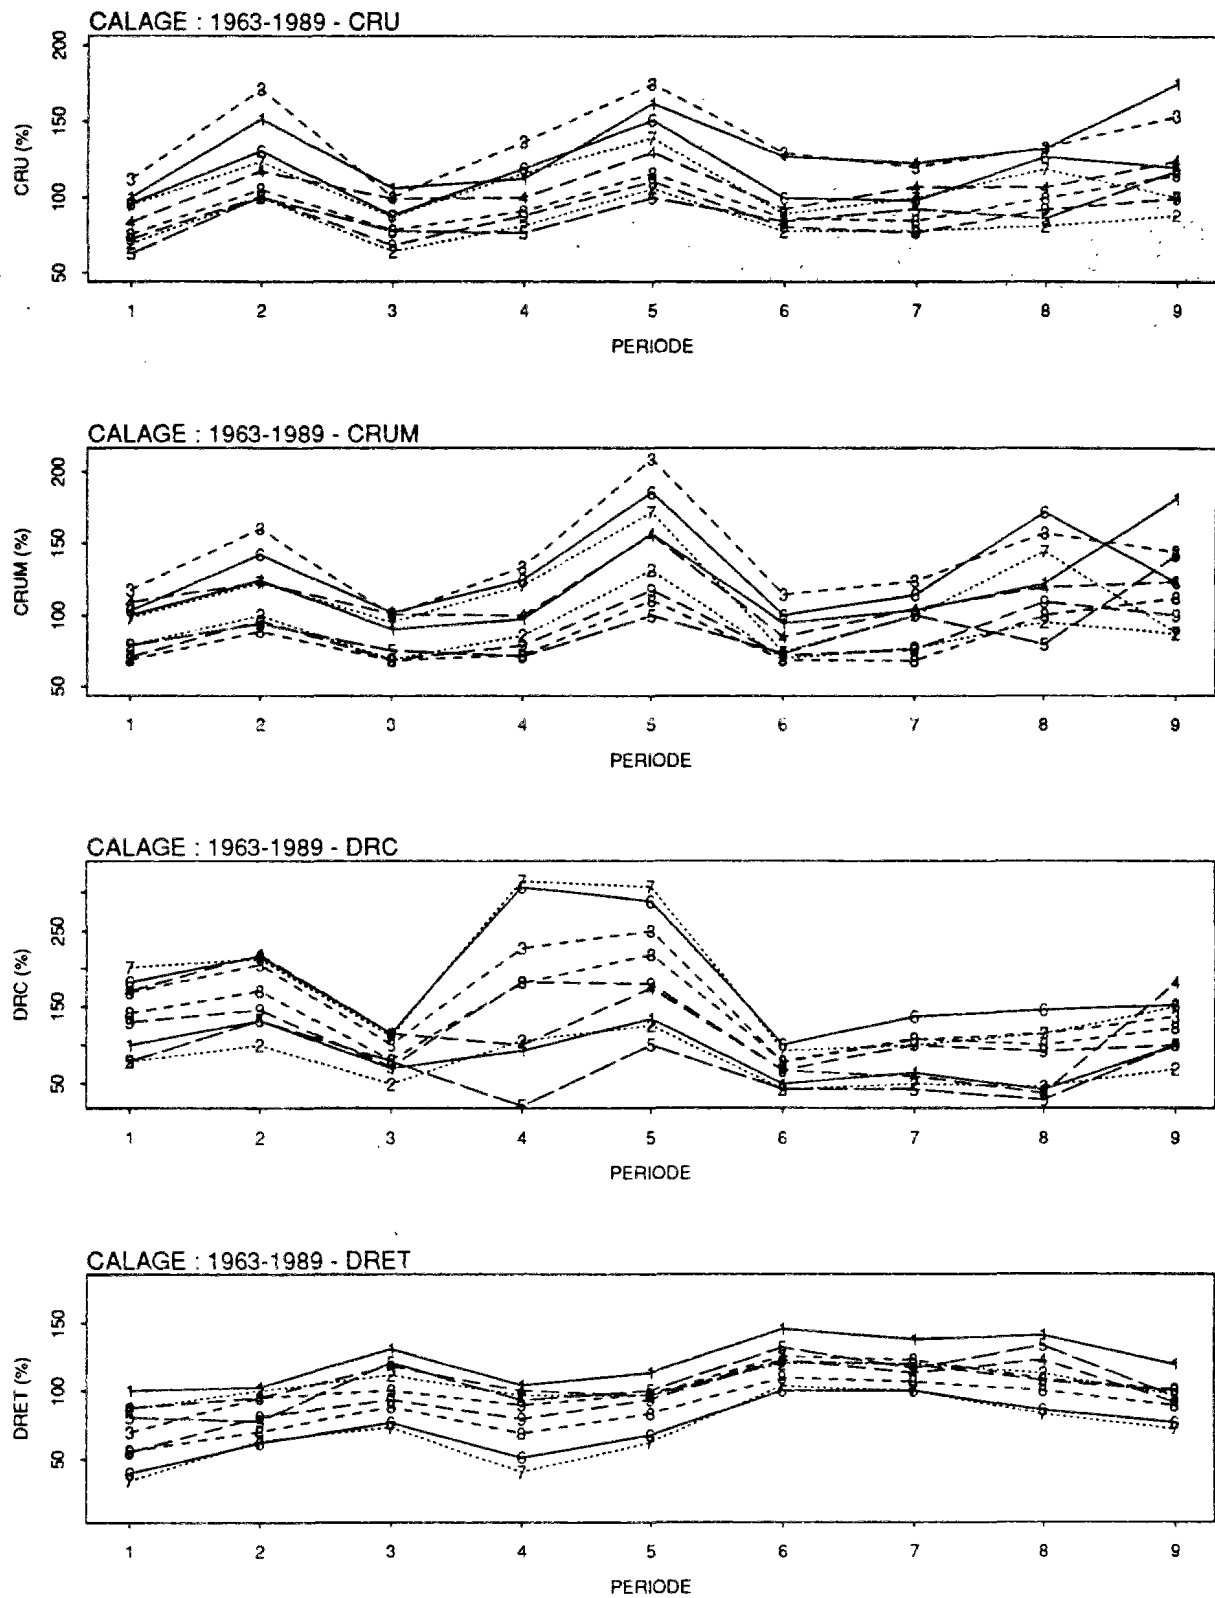 CALAGE : 1963-1989 - CRU
CRU (%)
200
150
100
50
1 2 3 4 5 6 7 8 9
PERIODE
CALAGE : 1963-1989 - CRUM
CRUM (%)
200
150
100
50
1 2 3 4 5 6 7 8 9
PERIODE
CALAGE : 1963-1989 - DRC
DRC (%)
250
150
50
1 2 3 4 5 6 7 8 9
PERIODE
CALAGE : 1963-1989 - DRET
DRET (%)
150
100
50
1 2 3 4 5 6 7 8 9
PERIODE